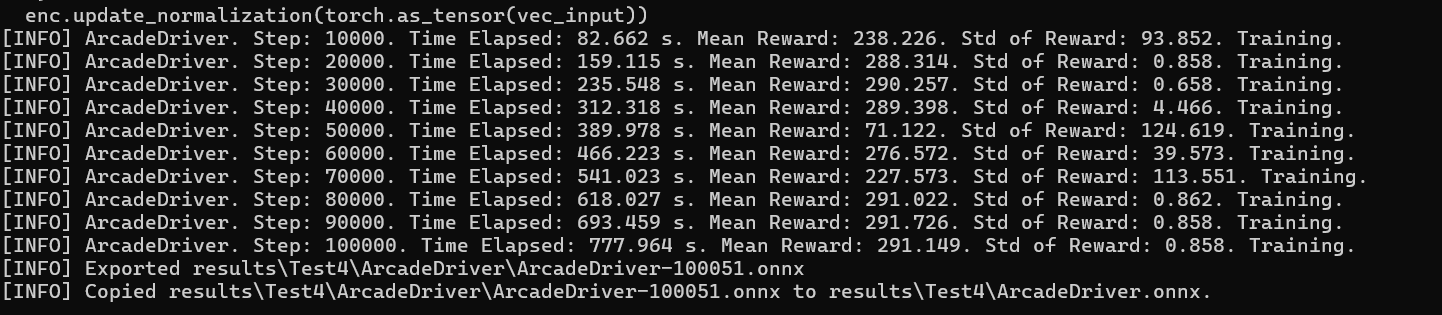 enc.update_normalization(torch.as_tensor(vec_input))
[INFO] ArcadeDriver. Step: 10000. Time Elapsed: 82.662 s. Mean Reward: 238.226. Std of Reward: 93.852. Training.
[INFO] ArcadeDriver. Step: 20000. Time Elapsed: 159.115 s. Mean Reward: 288.314. Std of Reward: 0.858. Training.
[INFO] ArcadeDriver. Step: 30000. Time Elapsed: 235.548 s. Mean Reward: 290.257. Std of Reward: 0.658. Training.
[INFO] ArcadeDriver. Step: 40000. Time Elapsed: 312.318 s. Mean Reward: 289.398. Std of Reward: 4.466. Training.
[INFO] ArcadeDriver. Step: 50000. Time Elapsed: 389.978 s. Mean Reward: 71.122. Std of Reward: 124.619. Training.
[INFO] ArcadeDriver. Step: 60000. Time Elapsed: 466.223 s. Mean Reward: 276.572. Std of Reward: 39.573. Training.
[INFO] ArcadeDriver. Step: 70000. Time Elapsed: 541.023 s. Mean Reward: 227.573. Std of Reward: 113.551. Training.
[INFO] ArcadeDriver. Step: 80000. Time Elapsed: 618.027 s. Mean Reward: 291.022. Std of Reward: 0.862. Training.
[INFO] ArcadeDriver. Step: 90000. Time Elapsed: 693.459 s. Mean Reward: 291.726. Std of Reward: 0.858. Training.
[INFO] ArcadeDriver. Step: 100000. Time Elapsed: 777.964 s. Mean Reward: 291.149. Std of Reward: 0.858. Training.
[INFO] Exported results\Test4\ArcadeDriver\ArcadeDriver-100051.onnx
[INFO] Copied results\Test4\ArcadeDriver\ArcadeDriver-100051.onnx to results\Test4\ArcadeDriver.onnx.